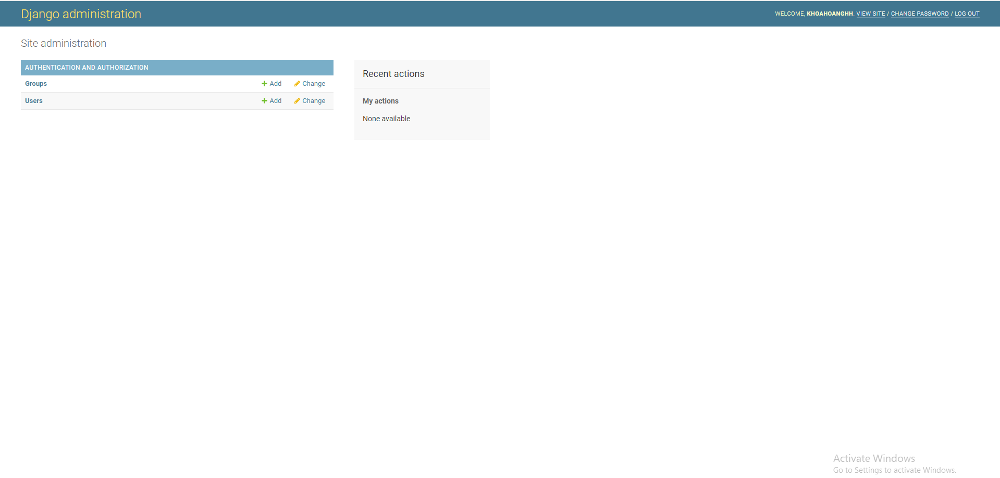 Django administration
WELCOME, KHOAHOANGHH. VIEW SITE / CHANGE PASSWORD / LOG OUT
Site administration
AUTHENTICATION AND AUTHORIZATION
Groups Add Change
Users Add Change
Recent actions
My actions
None available
Activate Windows
Go to Settings to activate Windows.